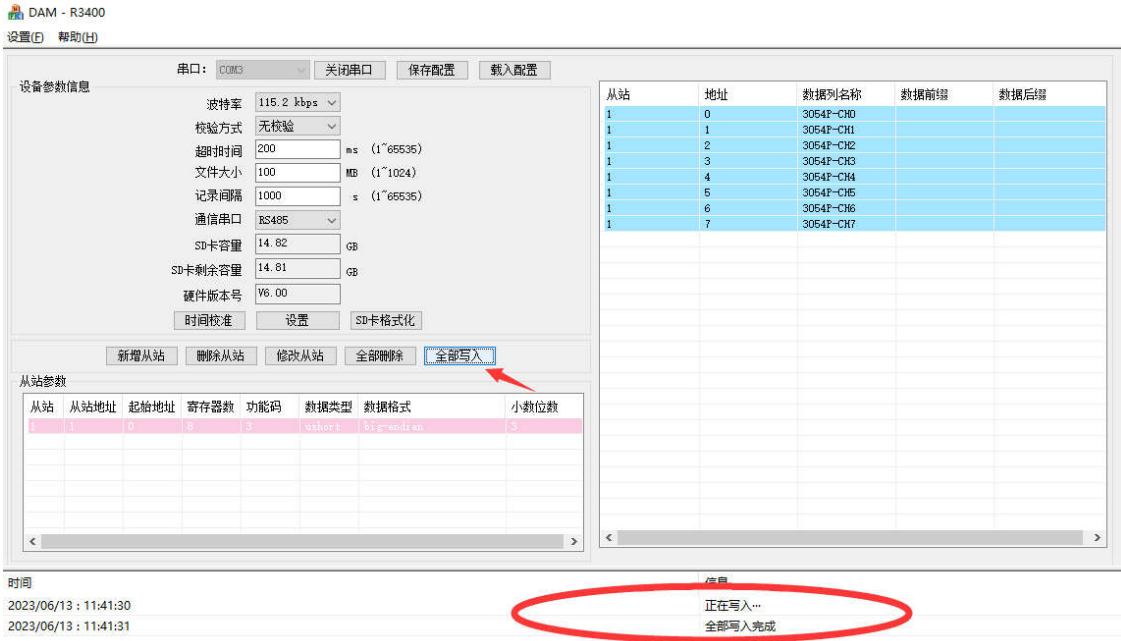 DAM - R3400
设置(F) 帮助(H)
串口： COM3 关闭串口 保存配置 载入配置
设备参数信息
波特率 115.2 kbps
校验方式 无校验
超时时间 200 ms (1~65535)
文件大小 100 MB (1~1024)
记录间隔 1000 s (1~65535)
通信串口 RS485
SD卡容量 14.82 GB
SD卡剩余容量 14.81 GB
硬件版本号 V6.00
时间校准 设置 SD卡格式化
新增从站 删除从站 修改从站 全部删除 全部写入
从站参数
从站 从站地址 起始地址 寄存器数 功能码 数据类型 数据格式 小数位数
1 1 0 8 3 ushort big-endian 3
从站 地址 数据列名称 数据前缀 数据后缀
1 0 3054P-CH0
1 1 3054P-CH1
1 2 3054P-CH2
1 3 3054P-CH3
1 4 3054P-CH4
1 5 3054P-CH5
1 6 3054P-CH6
1 7 3054P-CH7
时间 信息
2023/06/13 : 11:41:30 正在写入…
2023/06/13 : 11:41:31 全部写入完成